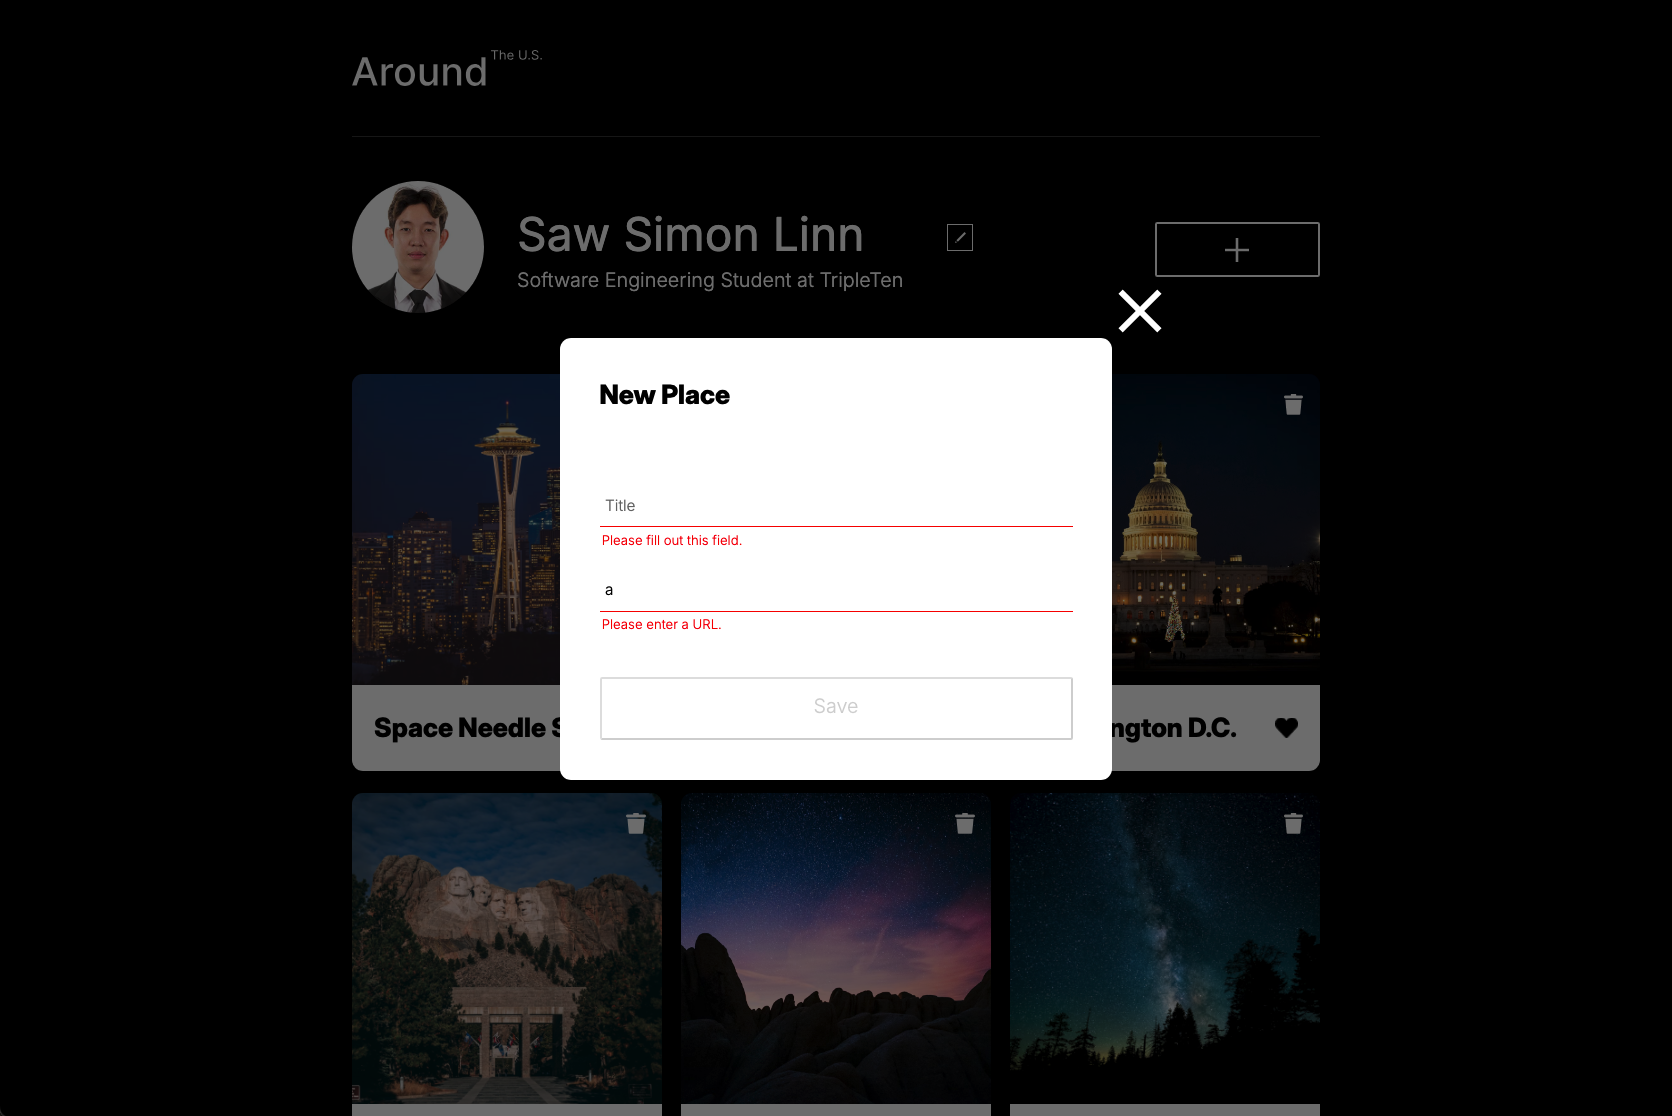 Around The U.S.
Saw Simon Linn
Software Engineering Student at TripleTen
New Place
Title
Please fill out this field.
a
Please enter a URL.
Save
Space Needle
ngton D.C.